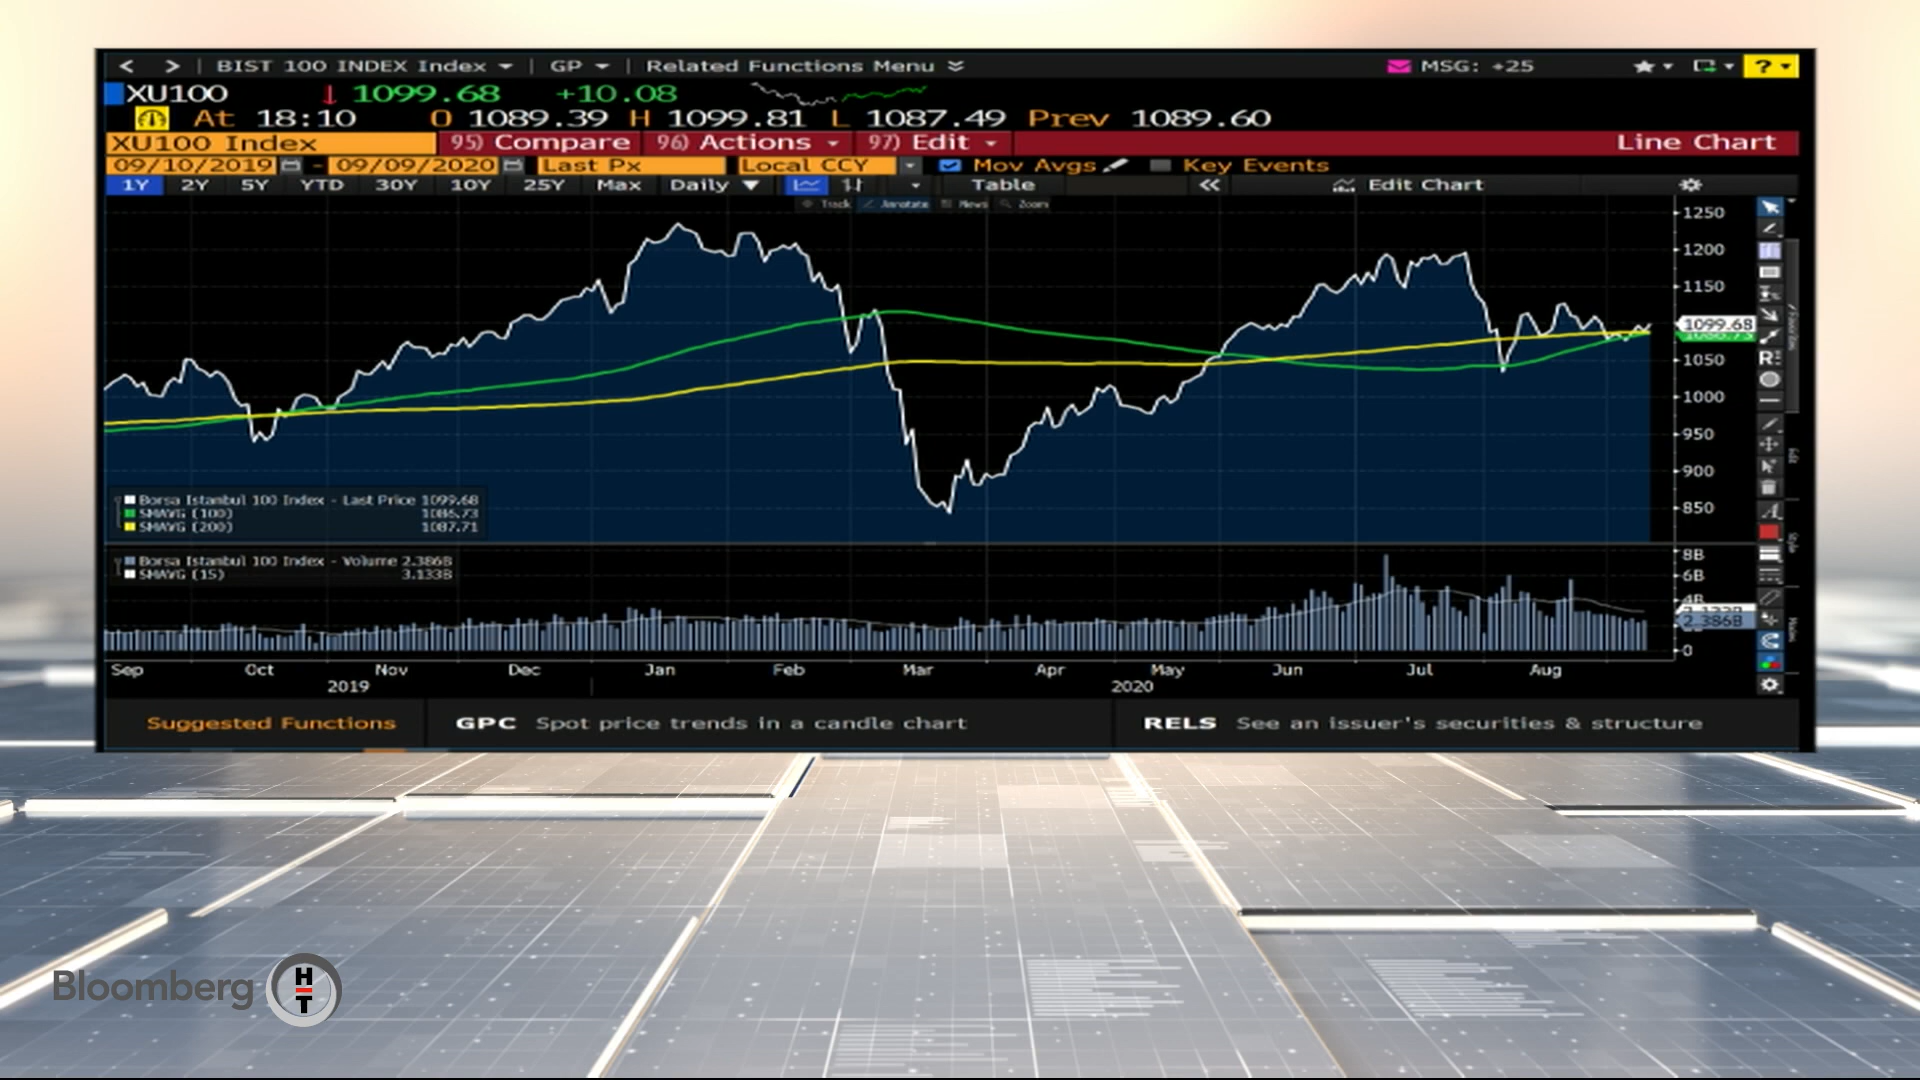 < > | BIST 100 INDEX Index | GP | Related Functions Menu MSG: +25 ?
XU100 ↓ 1099.68 +10.08
At 18:10 O 1089.39 H 1099.81 L 1087.49 Prev 1089.60
XU100 Index 95) Compare 96) Actions 97) Edit Line Chart
09/10/2019 - 09/09/2020 Last Px Local CCY Mov Avgs Key Events
1Y 2Y 5Y YTD 30Y 10Y 25Y Max Daily ▼ Table « Edit Chart
Track Annotate News Zoom
1250
1200
1150
1099.68
1050
1000
950
900
850
Borsa Istanbul 100 Index - Last Price 1099.68
SMAVG (100) 1086.73
SMAVG (200) 1087.71
Borsa Istanbul 100 Index - Volume 2.386B
SMAVG (15) 3.133B
8B
6B
4B
2.386B
0
Sep Oct Nov Dec Jan Feb Mar Apr May Jun Jul Aug
2019 2020
Suggested Functions GPC Spot price trends in a candle chart RELS See an issuer's securities & structure
Bloomberg HT